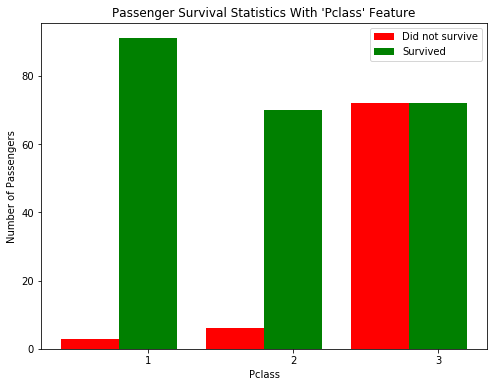 Passenger Survival Statistics With 'Pclass' Feature
Did not survive
Survived
Number of Passengers
80
60
40
20
0
1 2 3
Pclass